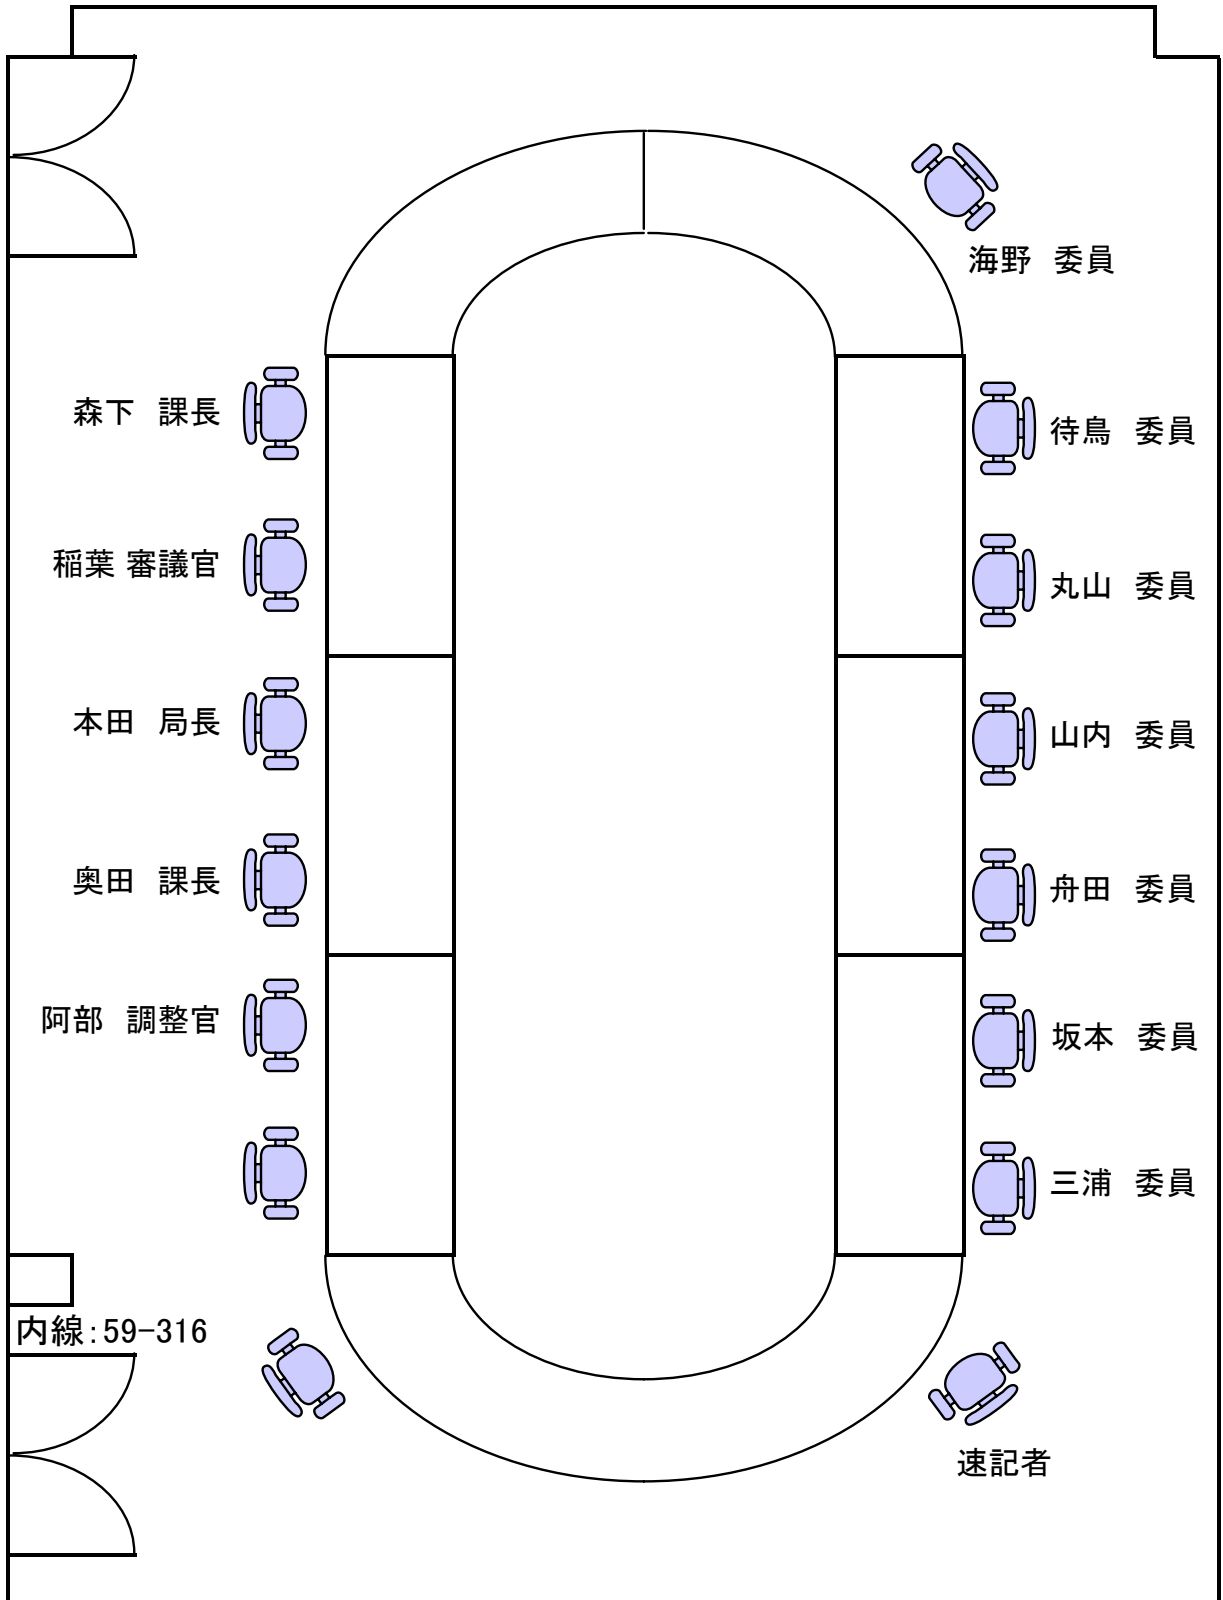 海野　委員
森下　課長
待鳥　委員
稲葉 審議官
丸山　委員
本田　局長
山内　委員
奥田　課長
舟田　委員
阿部　調整官
坂本　委員
三浦　委員
内線：59-316
速記者